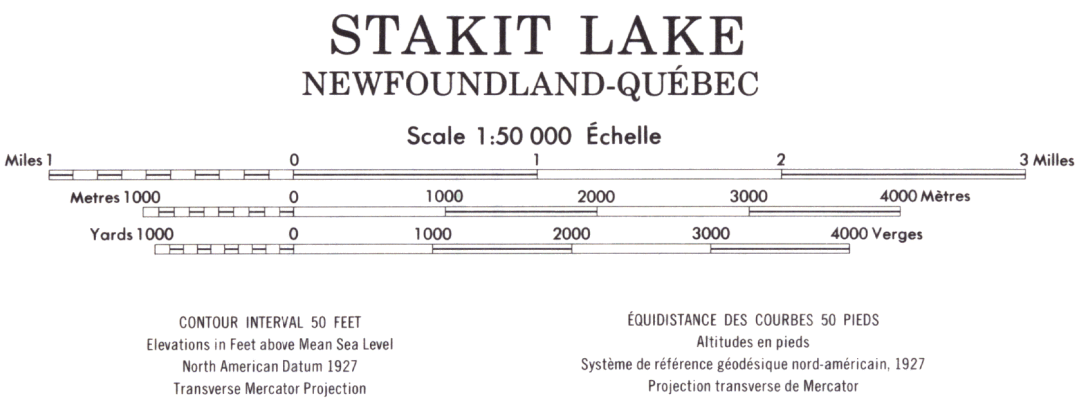 STAKIT LAKE
NEWFOUNDLAND-QUÉBEC
Scale 1:50 000 Échelle
Miles 1 0 1 2 3 Milles
Metres 1000 0 1000 2000 3000 4000 Mètres
Yards 1000 0 1000 2000 3000 4000 Verges
CONTOUR INTERVAL 50 FEET
Elevations in Feet above Mean Sea Level
North American Datum 1927
Transverse Mercator Projection
ÉQUIDISTANCE DES COURBES 50 PIEDS
Altitudes en pieds
Système de référence géodésique nord-américain, 1927
Projection transverse de Mercator